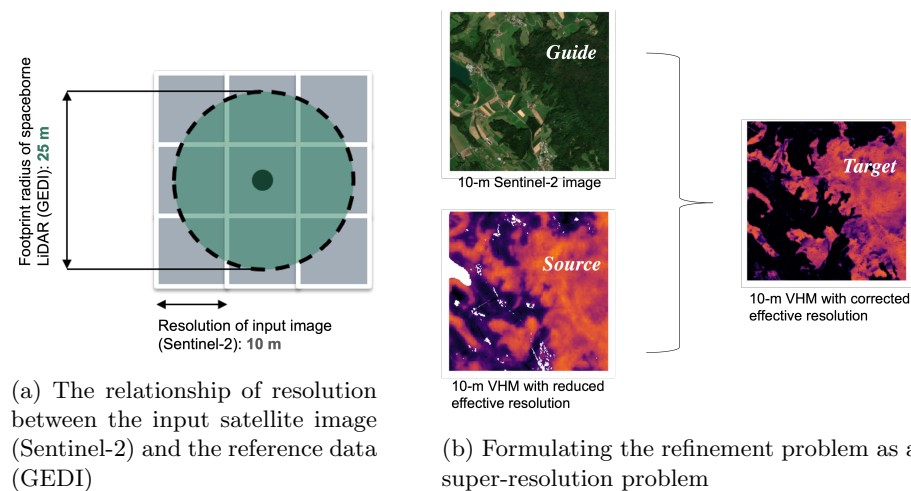 Footprint radius of spaceborne
LiDAR (GEDI): 25 m
Resolution of input image
(Sentinel-2): 10 m
(a) The relationship of resolution
between the input satellite image
(Sentinel-2) and the reference data
(GEDI)
Guide
10-m Sentinel-2 image
Source
10-m VHM with reduced
effective resolution
Target
10-m VHM with corrected
effective resolution
(b) Formulating the refinement problem as a
super-resolution problem